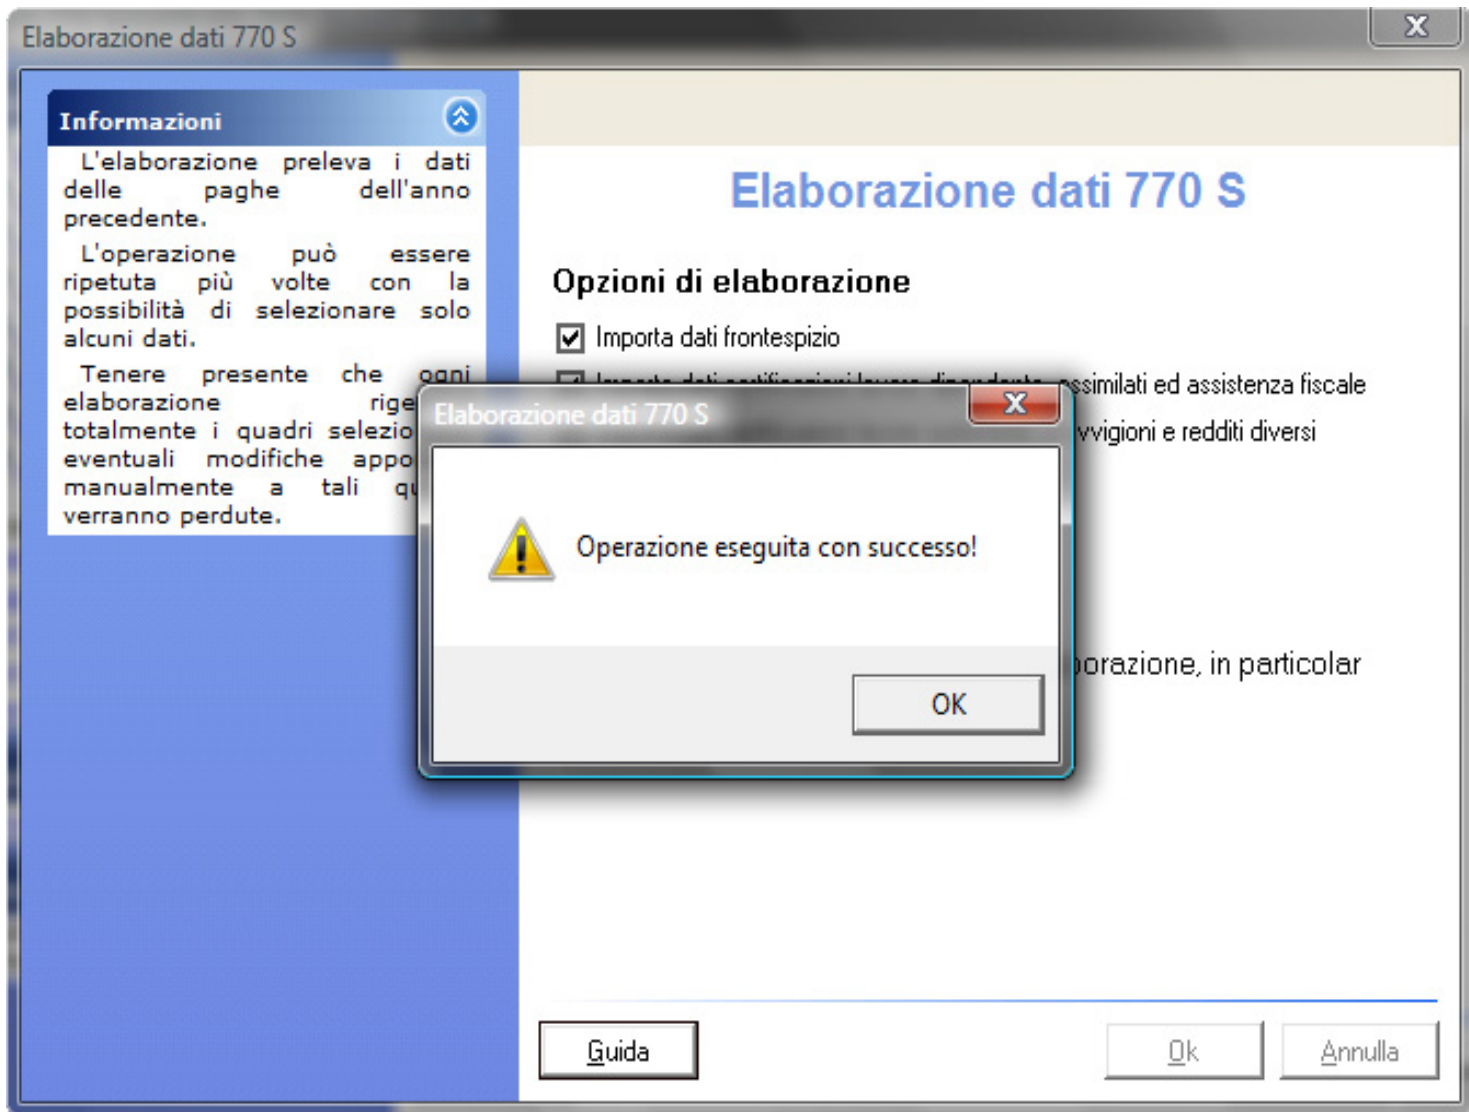 Elaborazione dati 770 S
Informazioni
L'elaborazione preleva i dati
delle paghe dell'anno
precedente.
L'operazione può essere
ripetuta più volte con la
possibilità di selezionare solo
alcuni dati.
Tenere presente che ogni
elaborazione
totalmente i quadri
eventuali modifiche
manualmente a tali
verranno perdute.
Elaborazione dati 770 S
Opzioni di elaborazione
Importa dati frontespizio
ed assistenza fiscale
e redditi diversi
in particolar
Elaborazione dati 770 S
Operazione eseguita con successo!
OK
Guida
Ok
Annulla